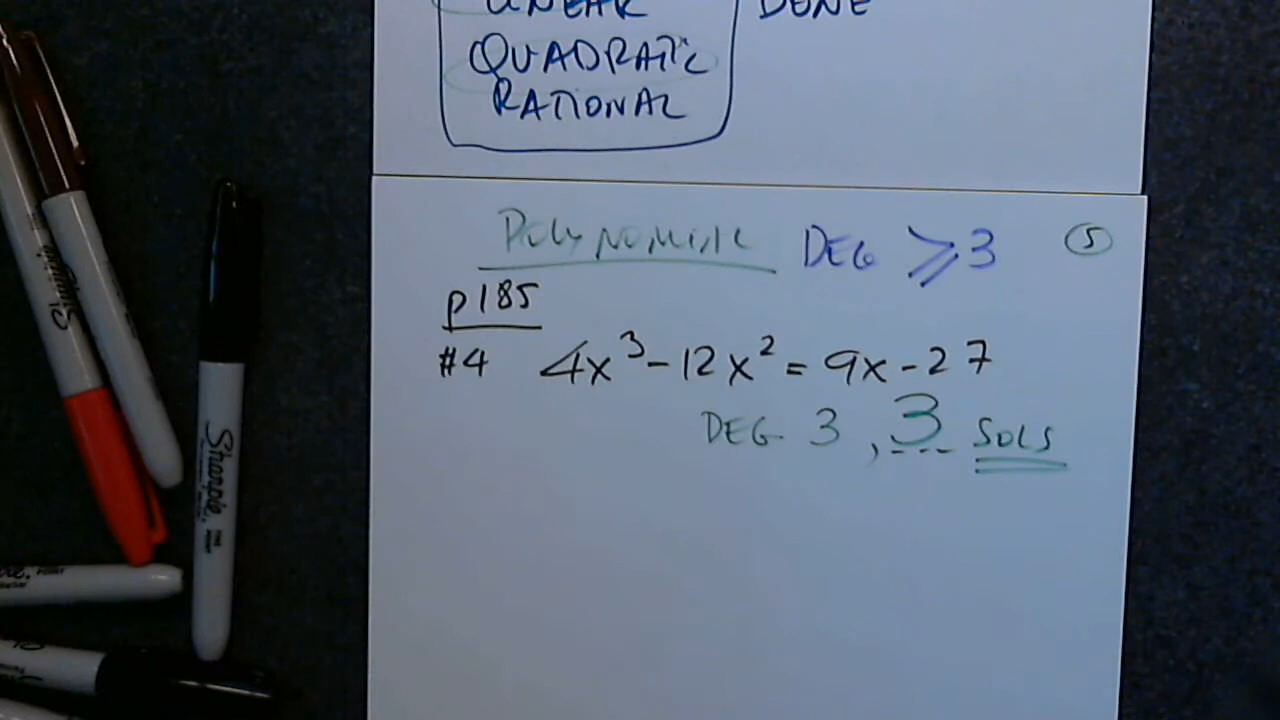 LINEAR DONE
QUADRATIC
RATIONAL
POLYNOMIAL DEG ≥ 3 5
p185
#4 4x³ - 12x² = 9x - 27
DEG 3, 3 SOLS
Sharpie
Sharpie